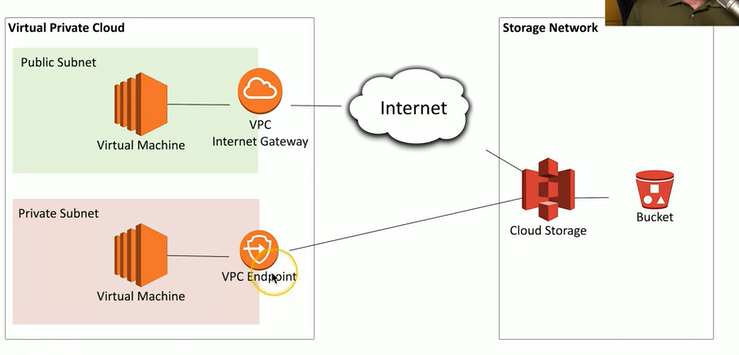 Virtual Private Cloud
Public Subnet
Virtual Machine
VPC
Internet Gateway
Internet
Storage Network
Cloud Storage
Bucket
Private Subnet
Virtual Machine
VPC Endpoint